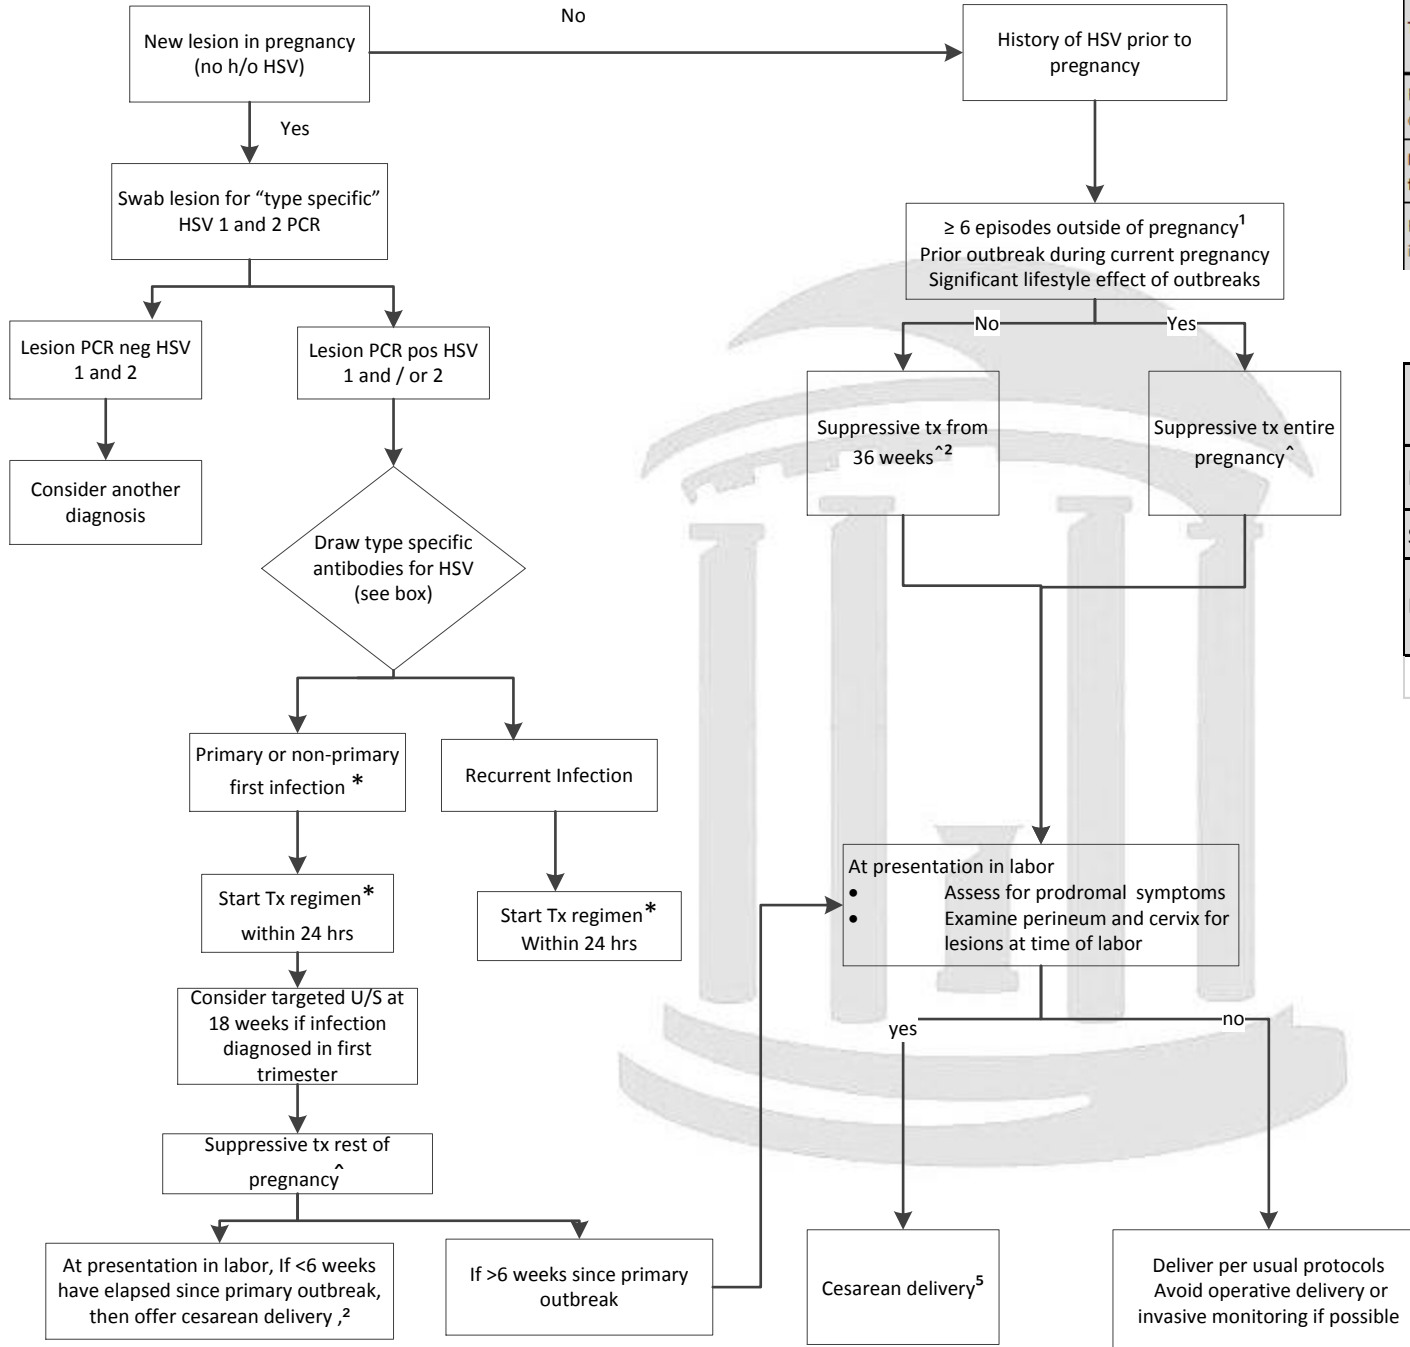 No
New lesion in pregnancy
(no h/o HSV)
History of HSV prior to
pregnancy
Yes
Swab lesion for “type specific”
HSV 1 and 2 PCR
≥ 6 episodes outside of pregnancy¹
Prior outbreak during current pregnancy
Significant lifestyle effect of outbreaks
No
Yes
Lesion PCR neg HSV
1 and 2
Lesion PCR pos HSV
1 and / or 2
Suppressive tx from
36 weeks^²
Suppressive tx entire
pregnancy^
Consider another
diagnosis
Draw type specific
antibodies for HSV
(see box)
Primary or non-primary
first infection *
Recurrent Infection
Start Tx regimen*
within 24 hrs
Start Tx regimen*
Within 24 hrs
At presentation in labor
• Assess for prodromal symptoms
• Examine perineum and cervix for
lesions at time of labor
Consider targeted U/S at
18 weeks if infection
diagnosed in first
trimester
yes
no
Suppressive tx rest of
pregnancy^
At presentation in labor, If <6 weeks
have elapsed since primary outbreak,
then offer cesarean delivery ,²
If >6 weeks since primary
outbreak
Cesarean delivery⁵
Deliver per usual protocols
Avoid operative delivery or
invasive monitoring if possible